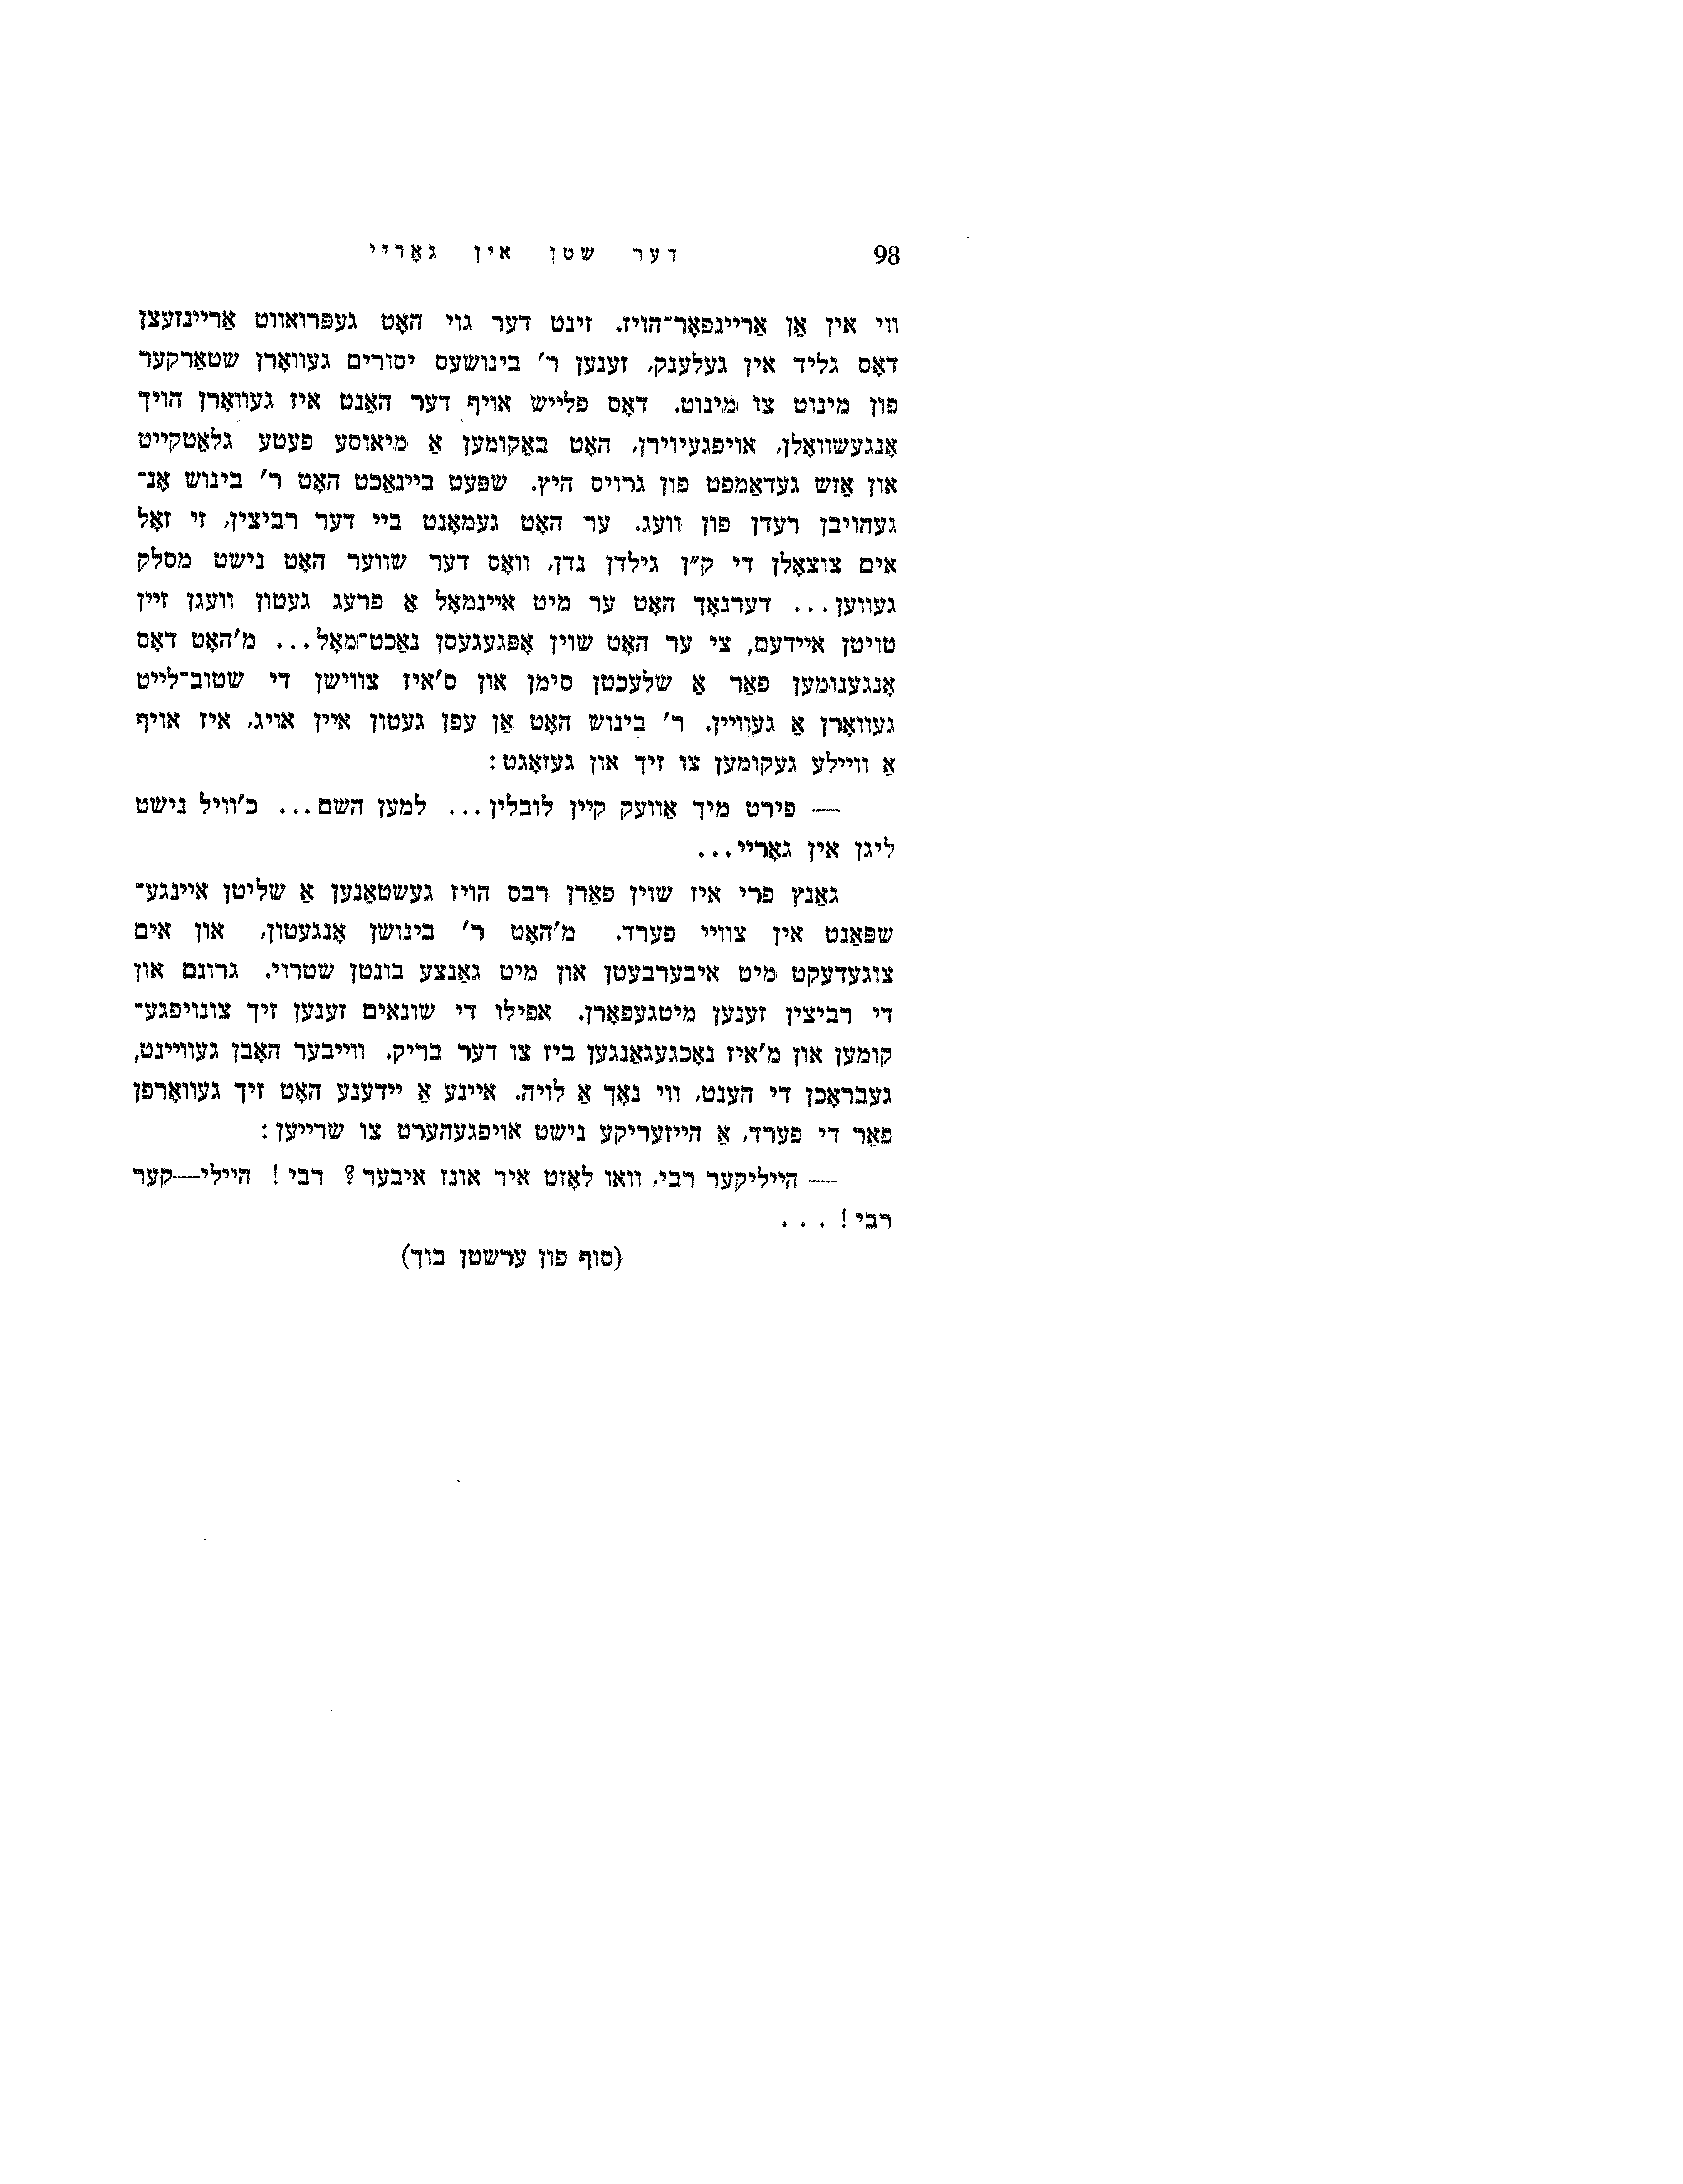 98 דער שטן אין גאָריי
ווי אין אַן אַריינפאָר־הויז. זינט דער גוי האָט געפּרואווט אַריינזעצן
דאָס גליד אין געלענק, זענען ר' בינושעס יסורים געוואָרן שטאַרקער
פון מינוט צו מינוט. דאָס פלייש אויף דער האַנט איז געוואָרן הויך
אָנגעשוואָלן, אויפגעיוירן, האָט באַקומען אַ מיאוסע פעטע גלאַטקייט
און אַזש געדאַמפט פון גרויס היץ. שפּעט ביינאַכט האָט ר' בינוש אָנ־
געהויבן רעדן פון וועג. ער האָט געמאָנט ביי דער רביצין, זי זאָל
אים צוצאָלן די ק״ן גילדן נדן, וואָס דער שווער האָט נישט מסלק
געווען... דערנאָך האָט ער מיט איינמאָל אַ פרעג געטון וועגן זיין
טויטן איידעם, צי ער האָט שוין אָפּגעגעסן נאַכט־מאָל... מ'האָט דאָס
אָנגענומען פאַר אַ שלעכטן סימן און ס'איז צווישן די שטוב־לייט
געוואָרן אַ געוויין. ר' בינוש האָט אַן עפן געטון איין אויג, איז אויף
אַ וויילע געקומען צו זיך און געזאָגט:
— פירט מיך אַוועק קיין לובלין... למען השם... כ'וויל נישט
ליגן אין גאָריי...
גאַנץ פרי איז שוין פאַרן רבס הויז געשטאַנען אַ שליטן איינגע־
שפּאַנט אין צוויי פערד. מ'האָט ר' בינושן אָנגעטון, און אים
צוגעדעקט מיט איבערבעטן און מיט גאַנצע בונטן שטרוי. גרונם און
די רביצין זענען מיטגעפאָרן. אפילו די שונאים זענען זיך צונויפגע־
קומען און מ'איז נאָכגעגאַנגען ביז צו דער בריק. ווייבער האָבן געוויינט,
געבראָכן די הענט, ווי נאָך אַ לויה. איינע אַ יידענע האָט זיך געוואָרפן
פאַר די פערד, אַ הייזעריקע נישט אויפגעהערט צו שרייען:
— הייליקער רבי, וואו לאָזט איר אונז איבער? רבי! היילי—קער
רבי!...
(סוף פון ערשטן בוך)